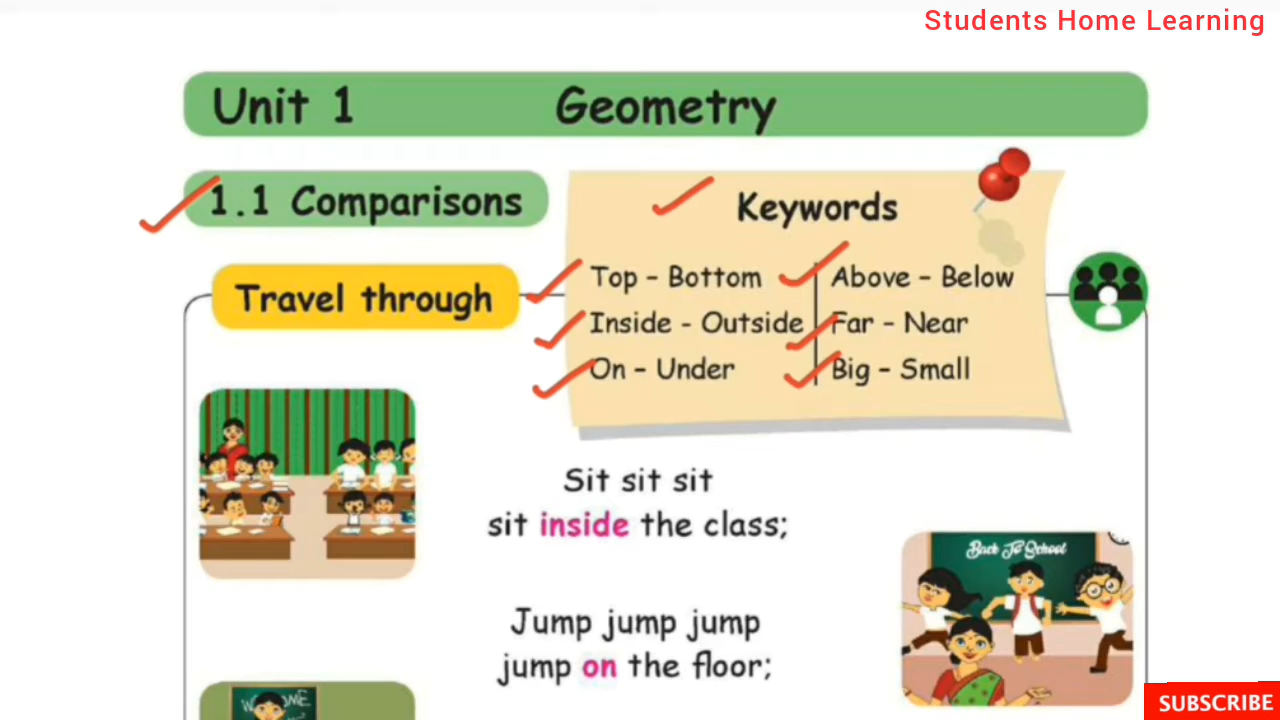 Students Home Learning
Unit 1 Geometry
1.1 Comparisons
Keywords
Travel through
Top – Bottom
Above – Below
Inside - Outside
Far – Near
On – Under
Big – Small
Sit sit sit
sit inside the class;
Back To School
Jump jump jump
jump on the floor;
WELCOME
SUBSCRIBE